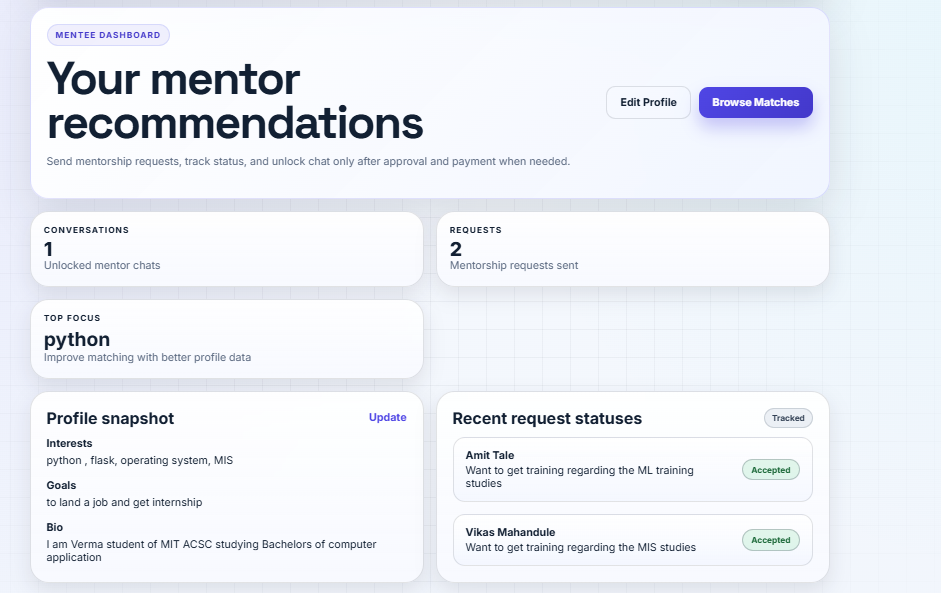 MENTEE DASHBOARD
Your mentor
recommendations
Send mentorship requests, track status, and unlock chat only after approval and payment when needed.
Edit Profile
Browse Matches
CONVERSATIONS
1
Unlocked mentor chats
REQUESTS
2
Mentorship requests sent
TOP FOCUS
python
Improve matching with better profile data
Profile snapshot
Update
Interests
python , flask, operating system, MIS
Goals
to land a job and get internship
Bio
I am Verma student of MIT ACSC studying Bachelors of computer
application
Recent request statuses
Tracked
Amit Tale
Want to get training regarding the ML training
studies
Accepted
Vikas Mahandule
Want to get training regarding the MIS studies
Accepted